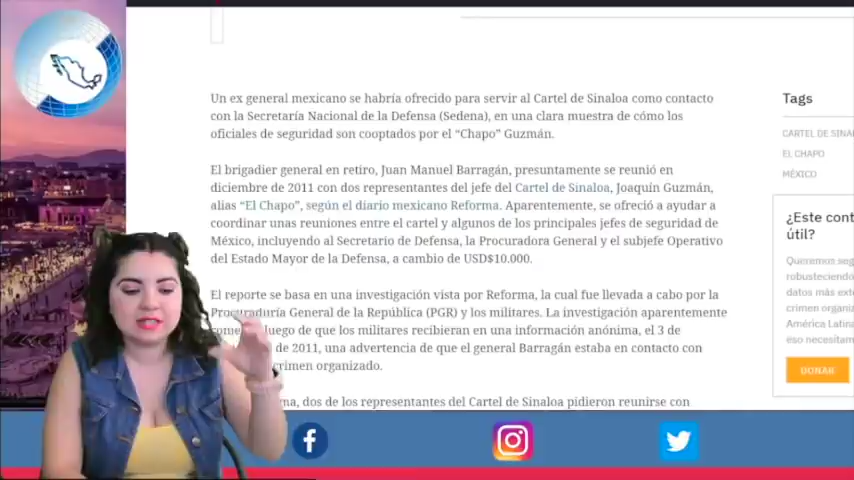 Un ex general mexicano se habría ofrecido para servir al Cartel de Sinaloa como contacto
con la Secretaría Nacional de la Defensa (Sedena), en una clara muestra de cómo los
oficiales de seguridad son cooptados por el “Chapo” Guzmán.
El brigadier general en retiro, Juan Manuel Barragán, presuntamente se reunió en
diciembre de 2011 con dos representantes del jefe del Cartel de Sinaloa, Joaquín Guzmán,
alias “El Chapo”, según el diario mexicano Reforma. Aparentemente, se ofreció a ayudar a
coordinar unas reuniones entre el cartel y algunos de los principales jefes de seguridad de
México, incluyendo al Secretario de Defensa, la Procuradora General y el subjefe Operativo
del Estado Mayor de la Defensa, a cambio de USD$10.000.
El reporte se basa en una investigación vista por Reforma, la cual fue llevada a cabo por la
Procuraduría General de la República (PGR) y los militares. La investigación aparentemente
luego de que los militares recibieran en una información anónima, el 3 de
de 2011, una advertencia de que el general Barragán estaba en contacto con
crimen organizado.
dos de los representantes del Cartel de Sinaloa pidieron reunirse con
Tags
CARTEL DE
EL CHAPO
MÉXICO
¿Este
útil?
Queremos
datos más
crimen
América
eso
DONAR